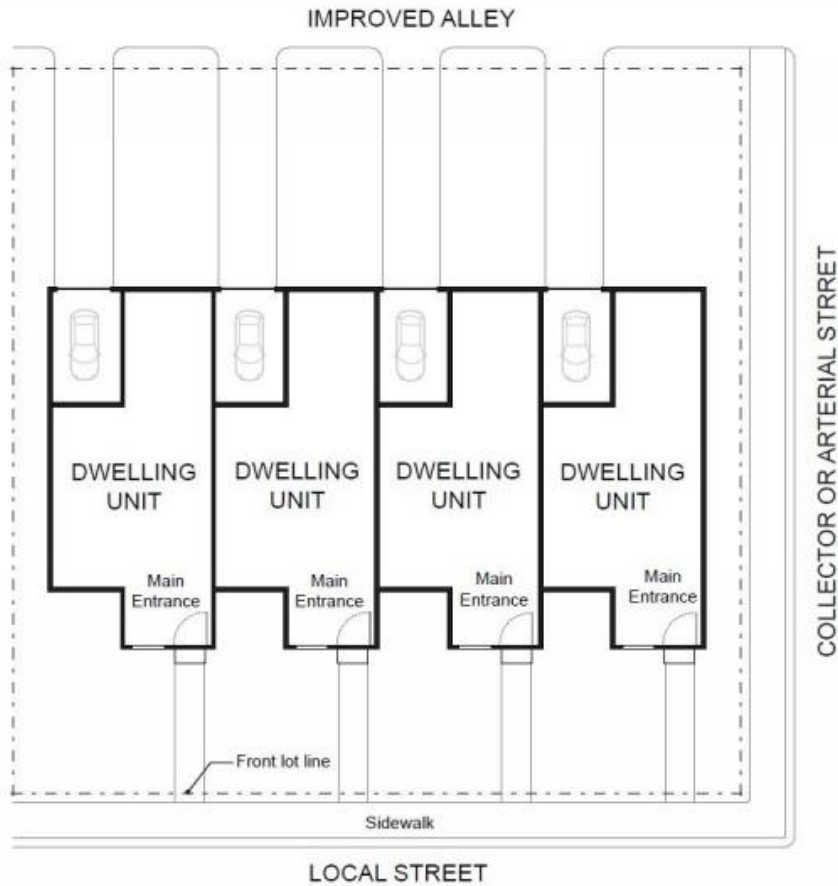 IMPROVED ALLEY
COLLECTOR OR ARTERIAL STRRET
DWELLING
UNIT
DWELLING
UNIT
DWELLING
UNIT
DWELLING
UNIT
Main
Entrance
Main
Entrance
Main
Entrance
Main
Entrance
Front lot line
Sidewalk
LOCAL STREET